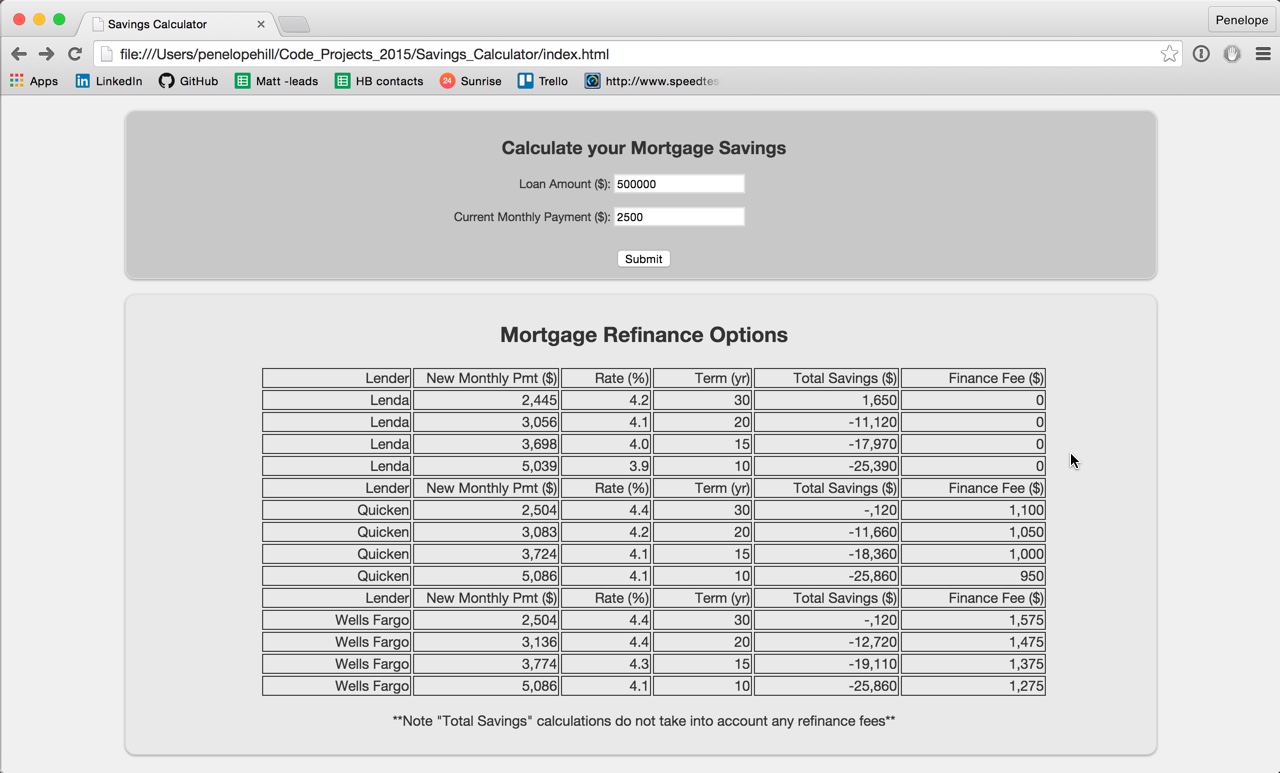 Savings Calculator
Penelope
file:///Users/penelopehill/Code_Projects_2015/Savings_Calculator/index.html
Apps LinkedIn GitHub Matt -leads HB contacts 24 Sunrise Trello http://www.speedtes
Calculate your Mortgage Savings
Loan Amount ($): 500000
Current Monthly Payment ($): 2500
Submit
Mortgage Refinance Options
Lender New Monthly Pmt ($) Rate (%) Term (yr) Total Savings ($) Finance Fee ($)
Lenda 2,445 4.2 30 1,650 0
Lenda 3,056 4.1 20 -11,120 0
Lenda 3,698 4.0 15 -17,970 0
Lenda 5,039 3.9 10 -25,390 0
Lender New Monthly Pmt ($) Rate (%) Term (yr) Total Savings ($) Finance Fee ($)
Quicken 2,504 4.4 30 -,120 1,100
Quicken 3,083 4.2 20 -11,660 1,050
Quicken 3,724 4.1 15 -18,360 1,000
Quicken 5,086 4.1 10 -25,860 950
Lender New Monthly Pmt ($) Rate (%) Term (yr) Total Savings ($) Finance Fee ($)
Wells Fargo 2,504 4.4 30 -,120 1,575
Wells Fargo 3,136 4.4 20 -12,720 1,475
Wells Fargo 3,774 4.3 15 -19,110 1,375
Wells Fargo 5,086 4.1 10 -25,860 1,275
**Note "Total Savings" calculations do not take into account any refinance fees**